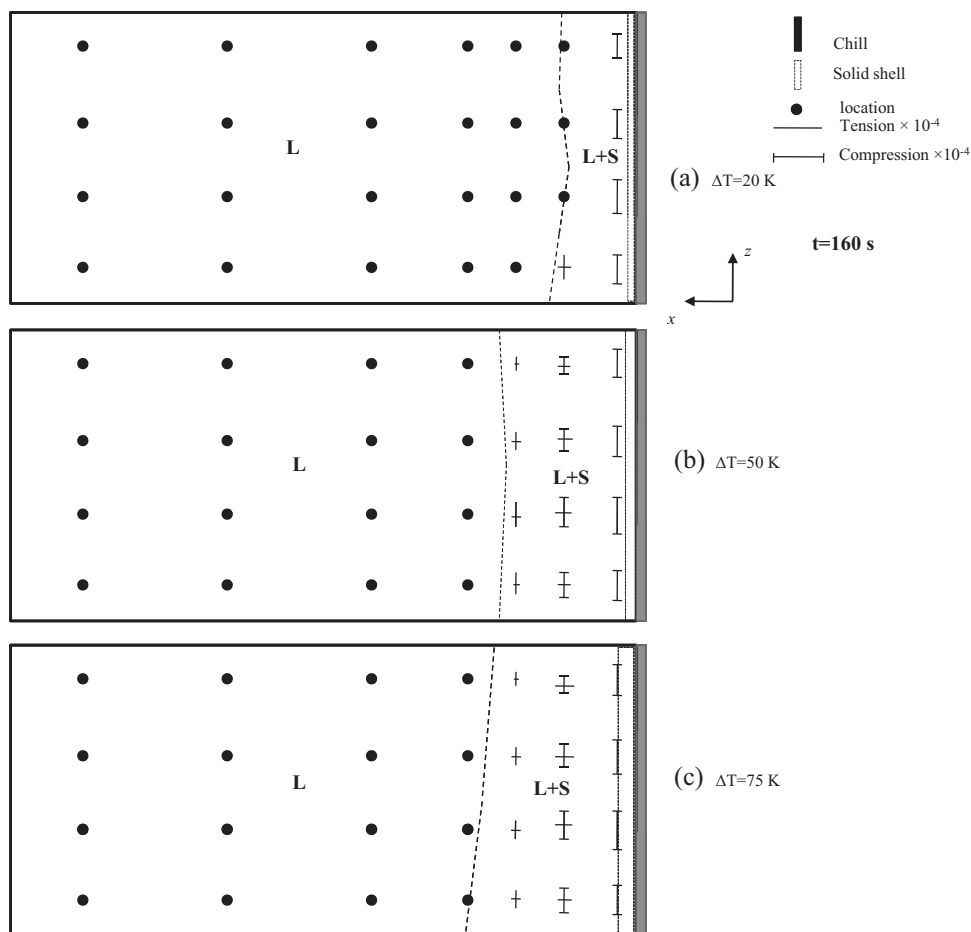 Chill
Solid shell
location
Tension × 10⁻⁴
Compression ×10⁻⁴
L
L+S
(a) ΔT=20 K
t=160 s
z
x
L
L+S
(b) ΔT=50 K
L
L+S
(c) ΔT=75 K